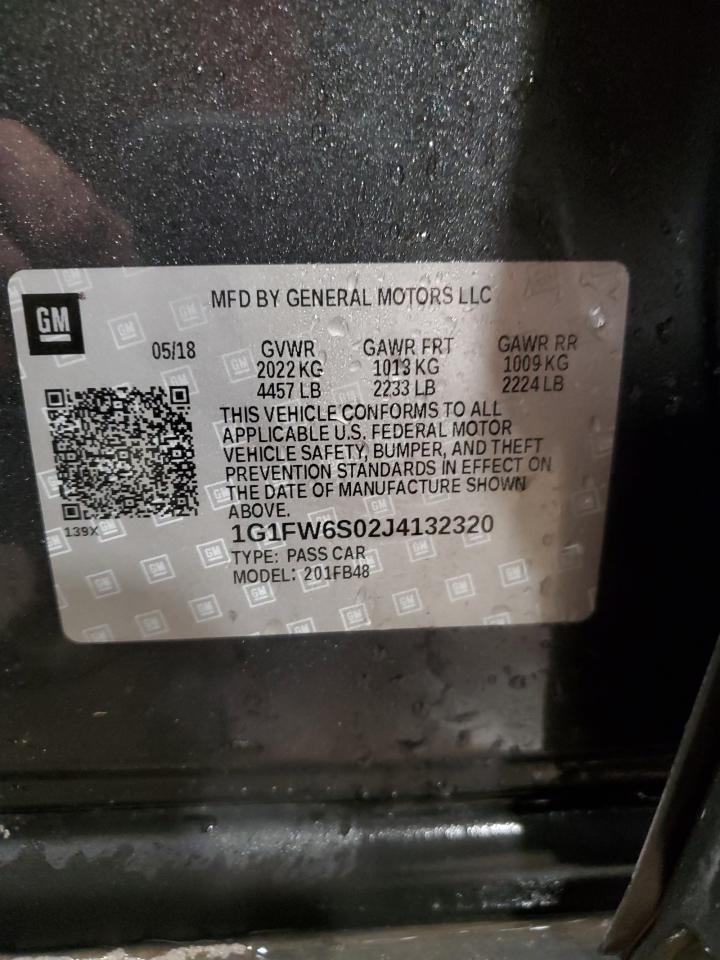 GM
MFD BY GENERAL MOTORS LLC
05/18 GVWR GAWR FRT GAWR RR
2022 KG 1013 KG 1009 KG
4457 LB 2233 LB 2224 LB
THIS VEHICLE CONFORMS TO ALL
APPLICABLE U.S. FEDERAL MOTOR
VEHICLE SAFETY, BUMPER, AND THEFT
PREVENTION STANDARDS IN EFFECT ON
THE DATE OF MANUFACTURE SHOWN
ABOVE.
139X
1G1FW6S02J4132320
TYPE: PASS CAR
MODEL: 201FB48